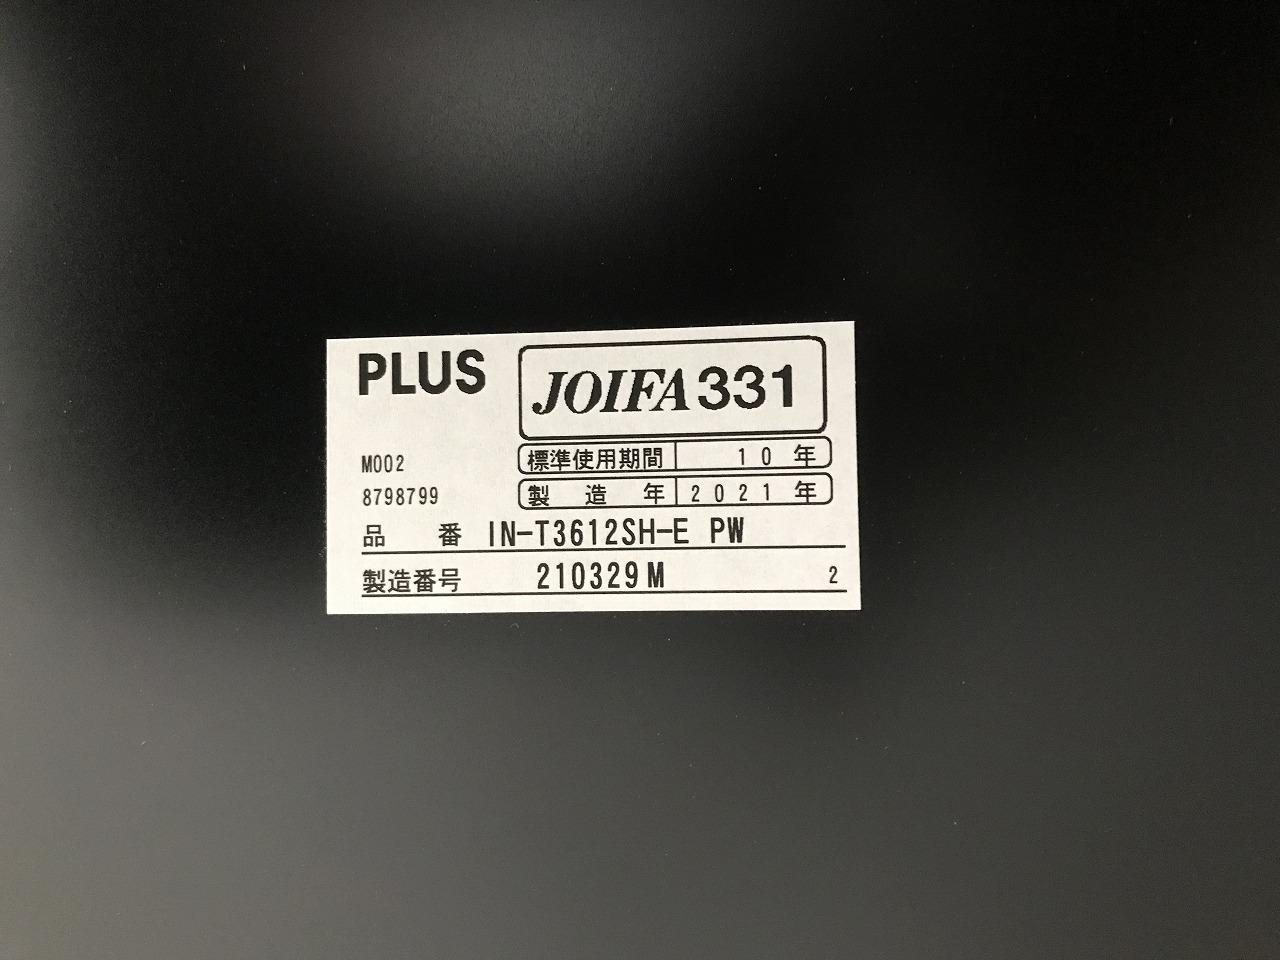 PLUS
JOIFA331
M002
標準使用期間 10年
8798799
製造年 2021年
品番 IN-T3612SH-E PW
製造番号 210329M 2